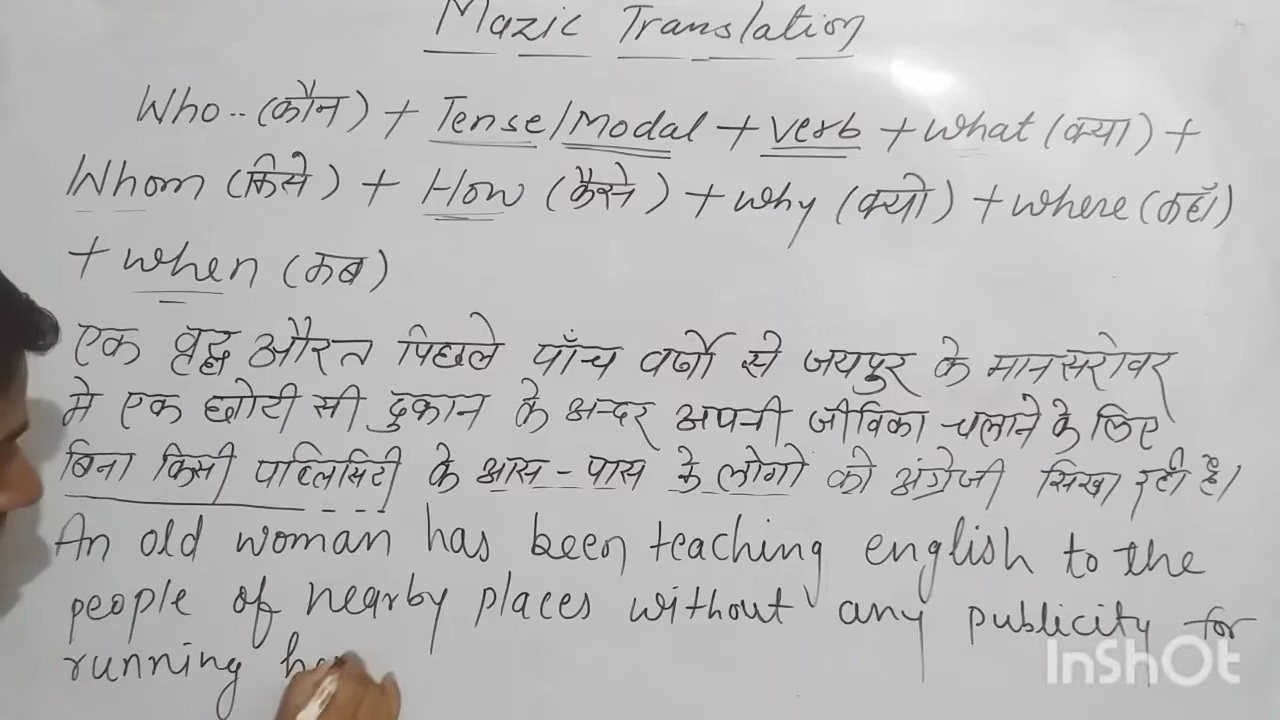 Mazic Translation
Who.. (कौन) + Tense/Modal + Verb + what (क्या) +
Whom (किसे) + How (कैसे) + why (क्यो) + where (कहाँ)
+ when (कब)
एक वृद्ध औरत पिछले पाँच वर्षो से जयपुर के मानसरोवर
मे एक छोटी सी दुकान के अन्दर अपनी जीविका चलाने के लिए
बिना किसी पब्लिसिटी के आस-पास के लोगो को अंग्रेजी सिखा रही है।
An old woman has been teaching english to the
people of nearby places without any publicity for
running
InShOt